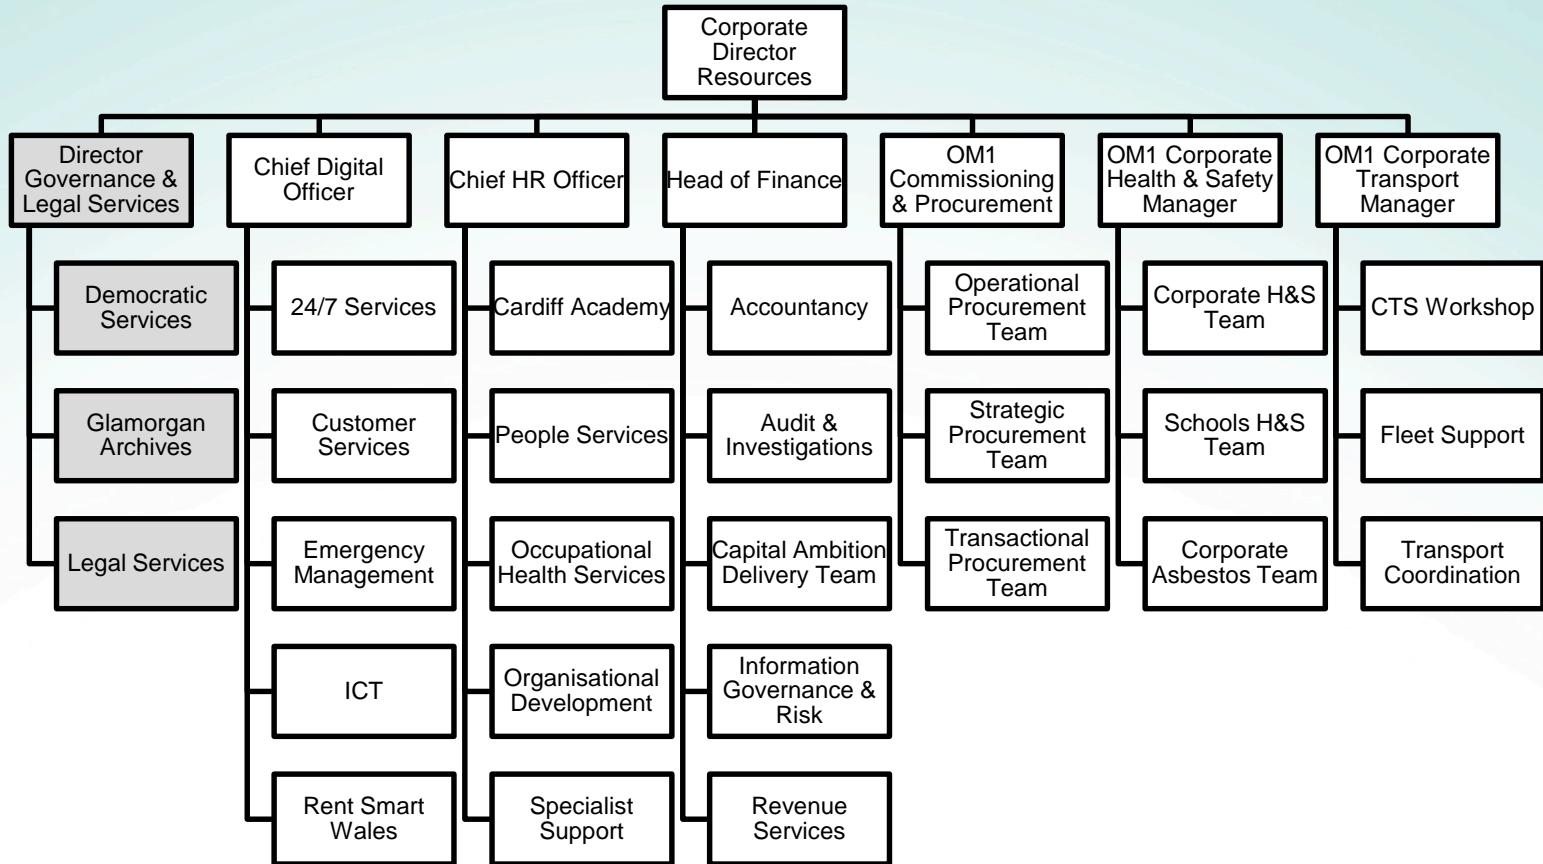 Corporate
Director
Resources
Director
Governance &
Legal Services
Chief Digital
Officer
Chief HR Officer
Head of Finance
OM1
Commissioning
& Procurement
OM1 Corporate
Health & Safety
Manager
OM1 Corporate
Transport
Manager
Democratic
Services
24/7 Services
Cardiff Academy
Accountancy
Operational
Procurement
Team
Corporate H&S
Team
CTS Workshop
Glamorgan
Archives
Customer
Services
People Services
Audit &
Investigations
Strategic
Procurement
Team
Schools H&S
Team
Fleet Support
Legal Services
Emergency
Management
Occupational
Health Services
Capital Ambition
Delivery Team
Transactional
Procurement
Team
Corporate
Asbestos Team
Transport
Coordination
ICT
Organisational
Development
Information
Governance &
Risk
Rent Smart
Wales
Specialist
Support
Revenue
Services